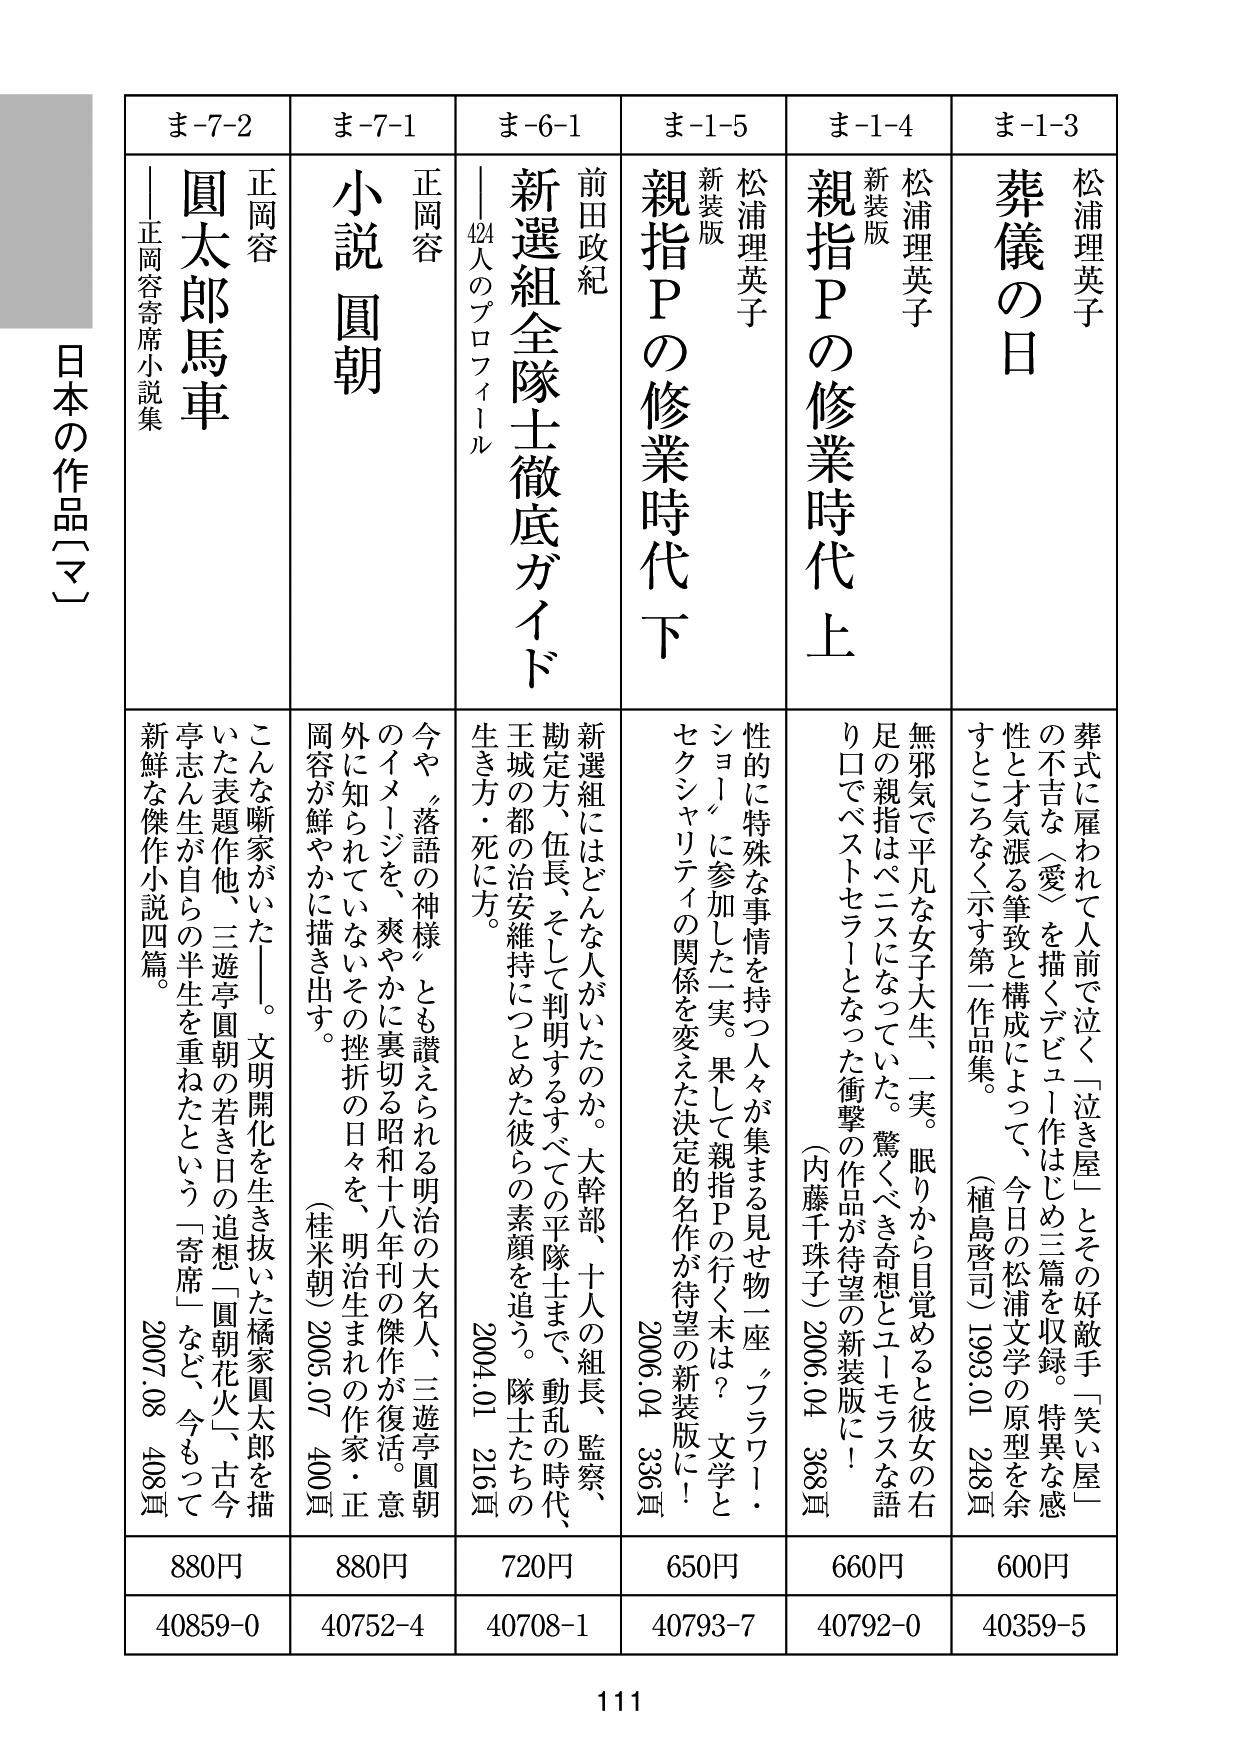 ま-1-3
松浦理英子
葬儀の日
葬式に雇われて人前で泣く「泣き屋」とその好敵手「笑い屋」
の不吉な〈愛〉を描くデビュー作はじめ三篇を収録。特異な感
性と才気漲る筆致と構成によって、今日の松浦文学の原型を余
すところなく示す第一作品集。　（植島啓司）1993.01　248頁
600円
40359-5
ま-1-4
松浦理英子
新装版
親指Ｐの修業時代 上
無邪気で平凡な女子大生、一実。眠りから目覚めると彼女の右
足の親指はペニスになっていた。驚くべき奇想とユーモラスな語
り口でベストセラーとなった衝撃の作品が待望の新装版に！
（内藤千珠子）2006.04　368頁
660円
40792-0
ま-1-5
松浦理英子
新装版
親指Ｐの修業時代 下
性的に特殊な事情を持つ人々が集まる見せ物一座〝フラワー・
ショー〟に参加した一実。果して親指Ｐの行く末は？　文学と
セクシャリティの関係を変えた決定的名作が待望の新装版に！
2006.04　336頁
650円
40793-7
ま-6-1
前田政紀
新選組全隊士徹底ガイド
――424人のプロフィール
新選組にはどんな人がいたのか。大幹部、十人の組長、監察、
勘定方、伍長、そして判明するすべての平隊士まで、動乱の時代、
王城の都の治安維持につとめた彼らの素顔を追う。隊士たちの
生き方・死に方。　2004.01　216頁
720円
40708-1
ま-7-1
正岡容
小説 圓朝
今や〝落語の神様〟とも讃えられる明治の大名人、三遊亭圓朝
のイメージを、爽やかに裏切る昭和十八年刊の傑作が復活。意
外に知られていないその挫折の日々を、明治生まれの作家・正
岡容が鮮やかに描き出す。　（桂米朝）2005.07　400頁
880円
40752-4
ま-7-2
正岡容
圓太郎馬車
――正岡容寄席小説集
こんな噺家がいた――。文明開化を生き抜いた橘家圓太郎を描
いた表題作他、三遊亭圓朝の若き日の追想「圓朝花火」、古今
亭志ん生が自らの半生を重ねたという「寄席」など、今もって
新鮮な傑作小説四篇。　2007.08　408頁
880円
40859-0
日本の作品〔マ〕
111